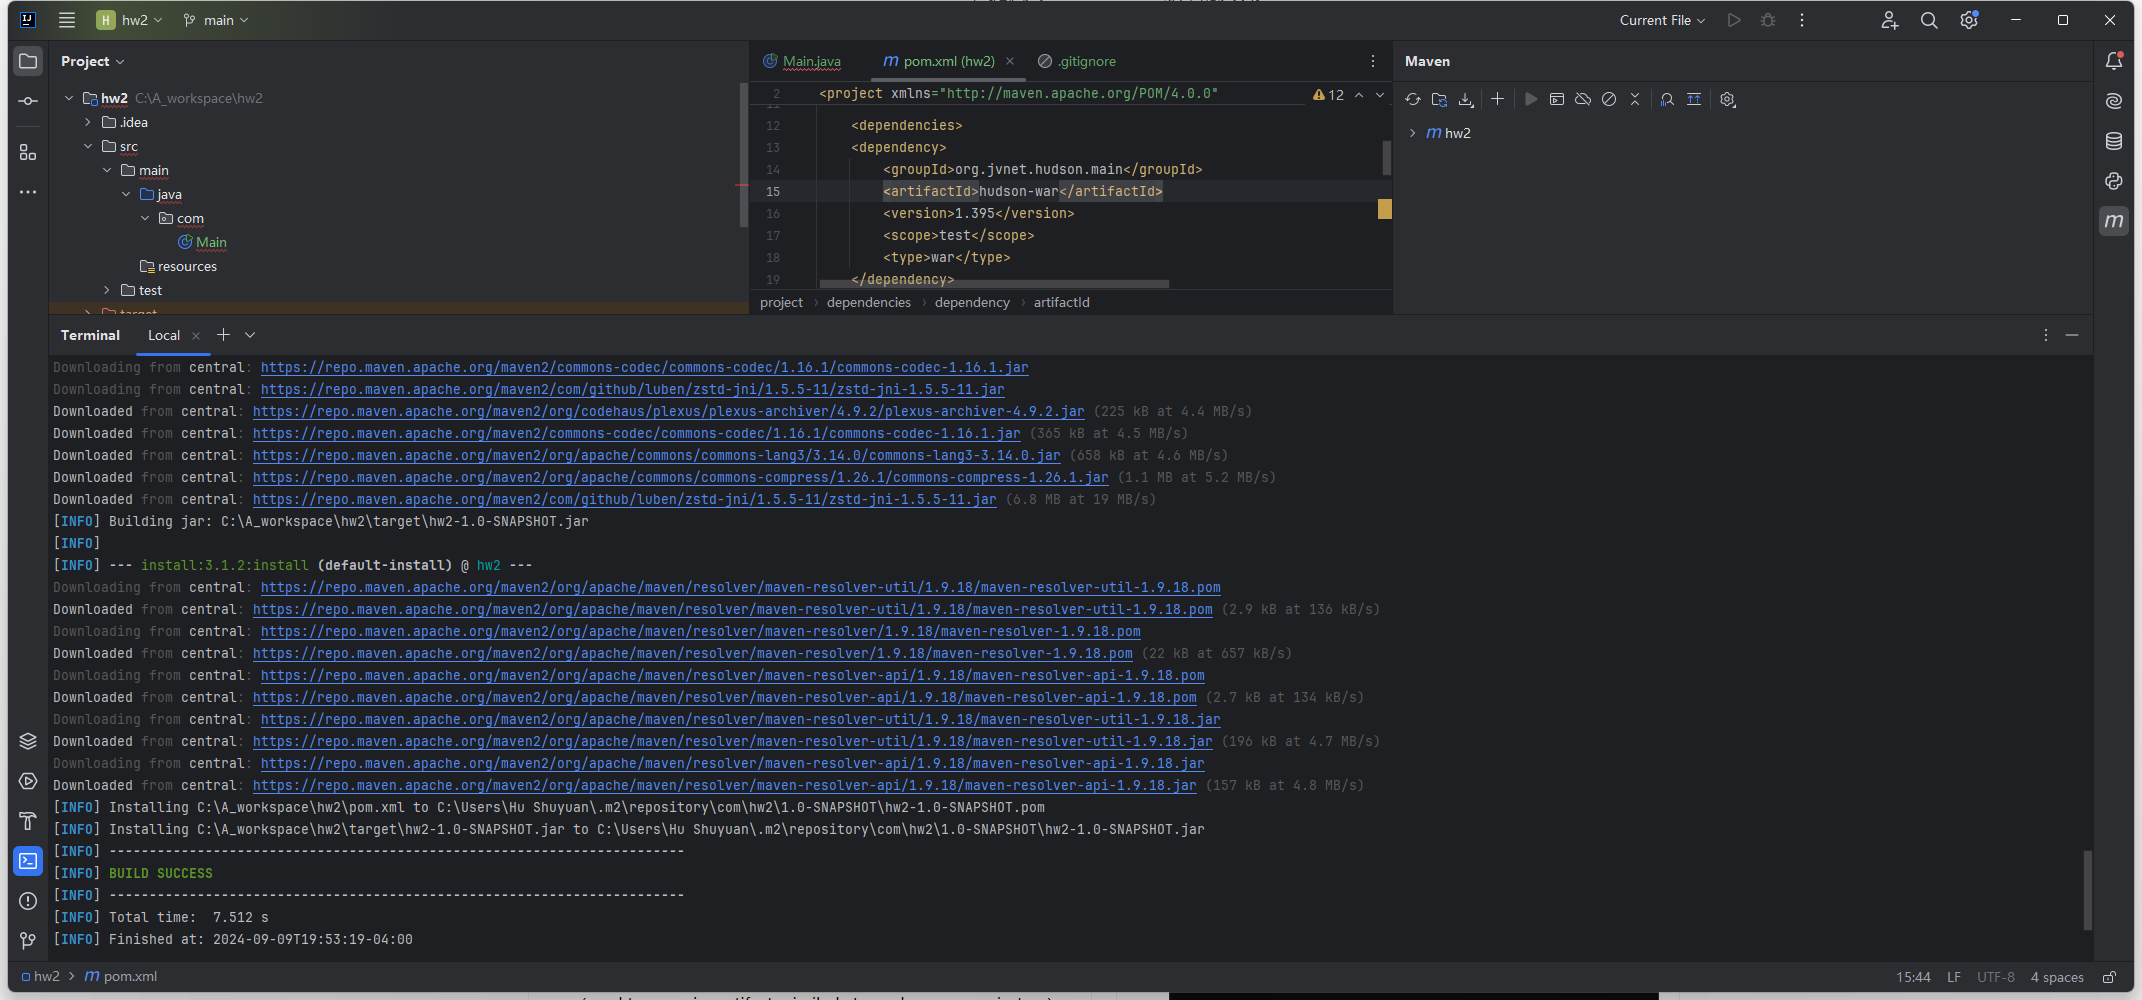 H hw2 main Current File
Project
hw2 C:\A_workspace\hw2
.idea
src
main
java
com
Main
resources
test
target
Main.java pom.xml (hw2) .gitignore
2 <project xmlns="http://maven.apache.org/POM/4.0.0" 12
11
12 <dependencies>
13 <dependency>
14 <groupId>org.jvnet.hudson.main</groupId>
15 <artifactId>hudson-war</artifactId>
16 <version>1.395</version>
17 <scope>test</scope>
18 <type>war</type>
19 </dependency>
project > dependencies > dependency > artifactId
Maven
m hw2
Terminal Local
Downloading from central: https://repo.maven.apache.org/maven2/commons-codec/commons-codec/1.16.1/commons-codec-1.16.1.jar
Downloading from central: https://repo.maven.apache.org/maven2/com/github/luben/zstd-jni/1.5.5-11/zstd-jni-1.5.5-11.jar
Downloaded from central: https://repo.maven.apache.org/maven2/org/codehaus/plexus/plexus-archiver/4.9.2/plexus-archiver-4.9.2.jar (225 kB at 4.4 MB/s)
Downloaded from central: https://repo.maven.apache.org/maven2/commons-codec/commons-codec/1.16.1/commons-codec-1.16.1.jar (365 kB at 4.5 MB/s)
Downloaded from central: https://repo.maven.apache.org/maven2/org/apache/commons/commons-lang3/3.14.0/commons-lang3-3.14.0.jar (658 kB at 4.6 MB/s)
Downloaded from central: https://repo.maven.apache.org/maven2/org/apache/commons/commons-compress/1.26.1/commons-compress-1.26.1.jar (1.1 MB at 5.2 MB/s)
Downloaded from central: https://repo.maven.apache.org/maven2/com/github/luben/zstd-jni/1.5.5-11/zstd-jni-1.5.5-11.jar (6.8 MB at 19 MB/s)
[INFO] Building jar: C:\A_workspace\hw2\target\hw2-1.0-SNAPSHOT.jar
[INFO]
[INFO] --- install:3.1.2:install (default-install) @ hw2 ---
Downloading from central: https://repo.maven.apache.org/maven2/org/apache/maven/resolver/maven-resolver-util/1.9.18/maven-resolver-util-1.9.18.pom
Downloaded from central: https://repo.maven.apache.org/maven2/org/apache/maven/resolver/maven-resolver-util/1.9.18/maven-resolver-util-1.9.18.pom (2.9 kB at 136 kB/s)
Downloading from central: https://repo.maven.apache.org/maven2/org/apache/maven/resolver/maven-resolver/1.9.18/maven-resolver-1.9.18.pom
Downloaded from central: https://repo.maven.apache.org/maven2/org/apache/maven/resolver/maven-resolver/1.9.18/maven-resolver-1.9.18.pom (22 kB at 657 kB/s)
Downloading from central: https://repo.maven.apache.org/maven2/org/apache/maven/resolver/maven-resolver-api/1.9.18/maven-resolver-api-1.9.18.pom
Downloaded from central: https://repo.maven.apache.org/maven2/org/apache/maven/resolver/maven-resolver-api/1.9.18/maven-resolver-api-1.9.18.pom (2.7 kB at 134 kB/s)
Downloading from central: https://repo.maven.apache.org/maven2/org/apache/maven/resolver/maven-resolver-util/1.9.18/maven-resolver-util-1.9.18.jar
Downloaded from central: https://repo.maven.apache.org/maven2/org/apache/maven/resolver/maven-resolver-util/1.9.18/maven-resolver-util-1.9.18.jar (196 kB at 4.7 MB/s)
Downloading from central: https://repo.maven.apache.org/maven2/org/apache/maven/resolver/maven-resolver-api/1.9.18/maven-resolver-api-1.9.18.jar
Downloaded from central: https://repo.maven.apache.org/maven2/org/apache/maven/resolver/maven-resolver-api/1.9.18/maven-resolver-api-1.9.18.jar (157 kB at 4.8 MB/s)
[INFO] Installing C:\A_workspace\hw2\pom.xml to C:\Users\Hu Shuyuan\.m2\repository\com\hw2\1.0-SNAPSHOT\hw2-1.0-SNAPSHOT.pom
[INFO] Installing C:\A_workspace\hw2\target\hw2-1.0-SNAPSHOT.jar to C:\Users\Hu Shuyuan\.m2\repository\com\hw2\1.0-SNAPSHOT\hw2-1.0-SNAPSHOT.jar
[INFO] ------------------------------------------------------------------------
[INFO] BUILD SUCCESS
[INFO] ------------------------------------------------------------------------
[INFO] Total time:  7.512 s
[INFO] Finished at: 2024-09-09T19:53:19-04:00
hw2 > m pom.xml 15:44 LF UTF-8 4 spaces